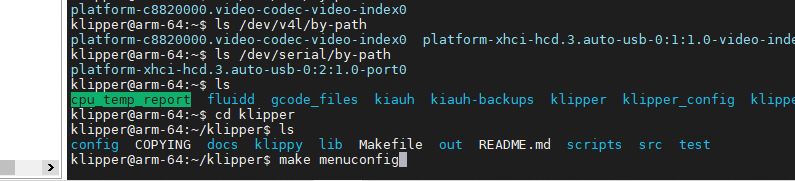 platform-c8820000.video-codec-video-index0
klipper@arm-64:~$ ls /dev/v4l/by-path
platform-c8820000.video-codec-video-index0  platform-xhci-hcd.3.auto-usb-0:1:1.0-video-inde
klipper@arm-64:~$ ls /dev/serial/by-path
platform-xhci-hcd.3.auto-usb-0:2:1.0-port0
klipper@arm-64:~$ ls
cpu_temp_report  fluidd  gcode_files  kiauh  kiauh-backups  klipper  klipper_config  klippe
klipper@arm-64:~$ cd klipper
klipper@arm-64:~/klipper$ ls
config  COPYING  docs  klippy  lib  Makefile  out  README.md  scripts  src  test
klipper@arm-64:~/klipper$ make menuconfig